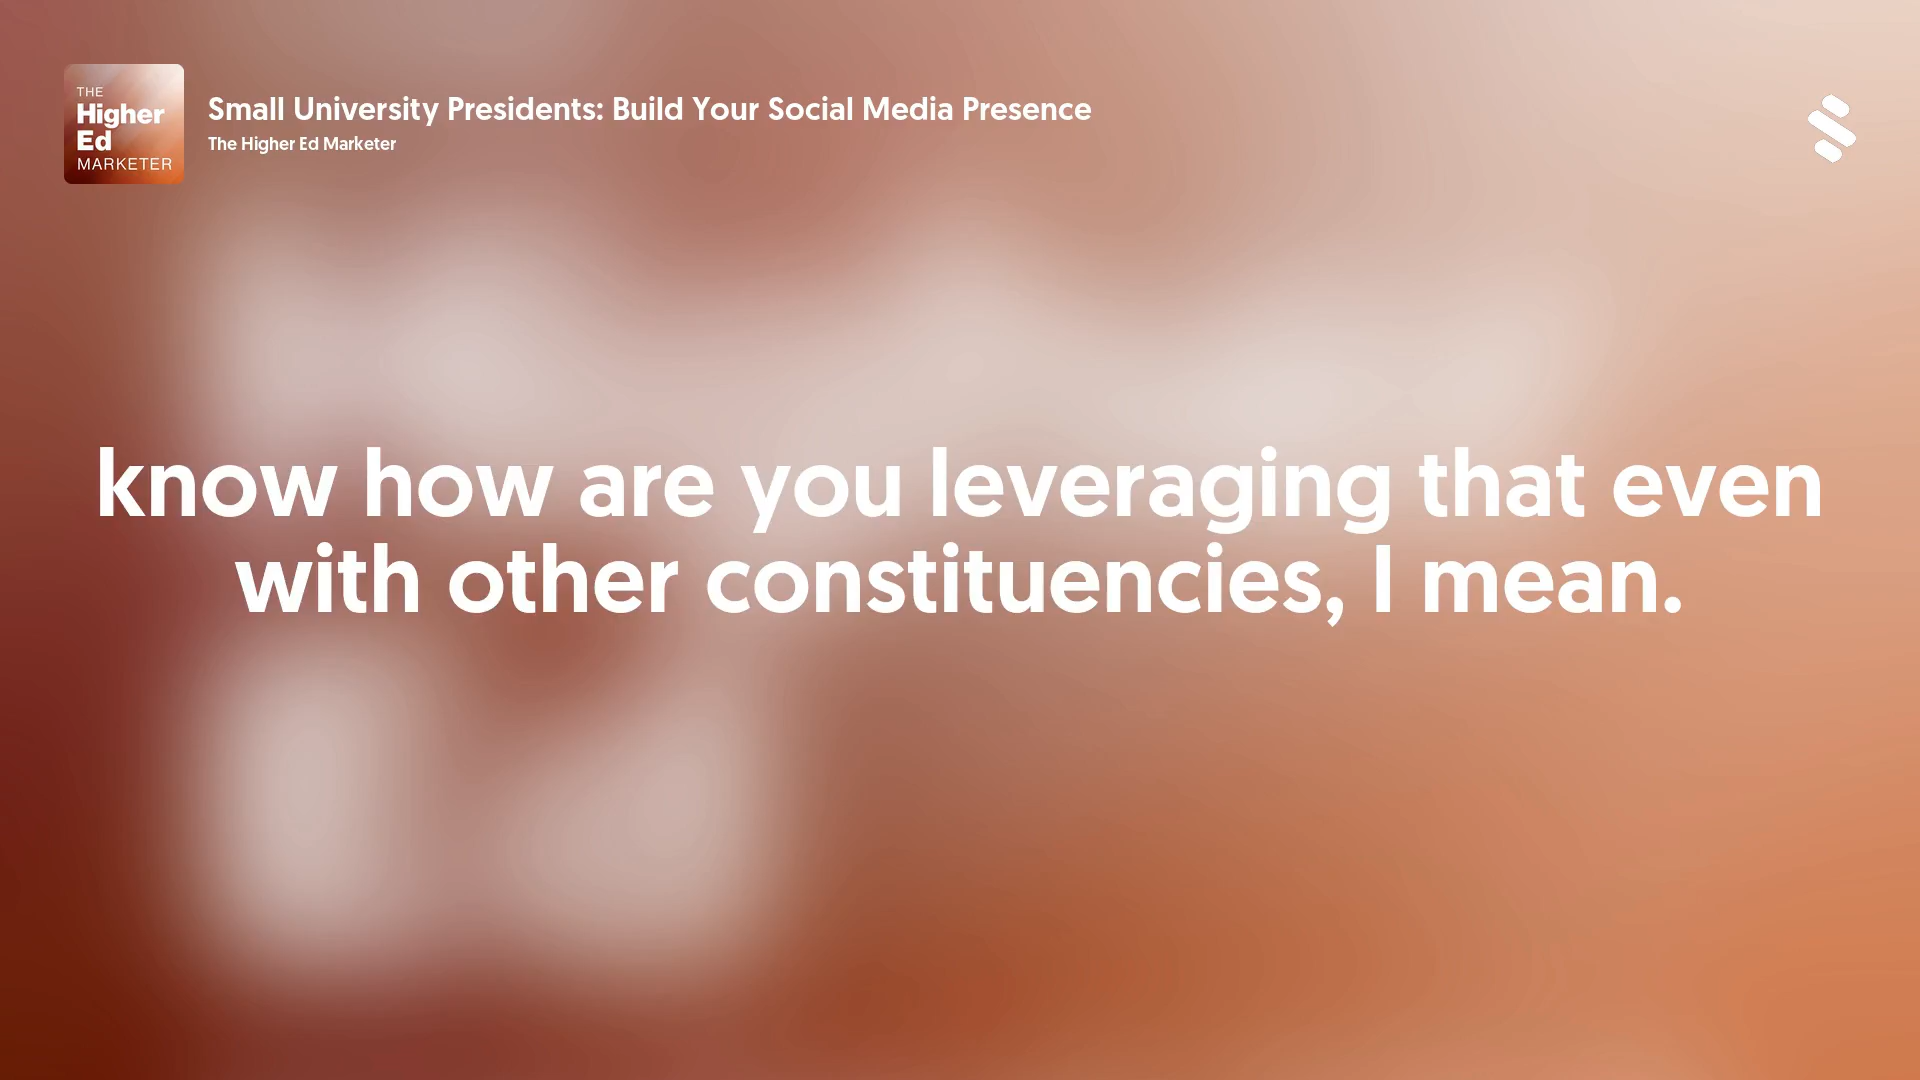 THE
Higher
Ed
MARKETER
Small University Presidents: Build Your Social Media Presence
The Higher Ed Marketer
know how are you leveraging that even
with other constituencies, I mean.